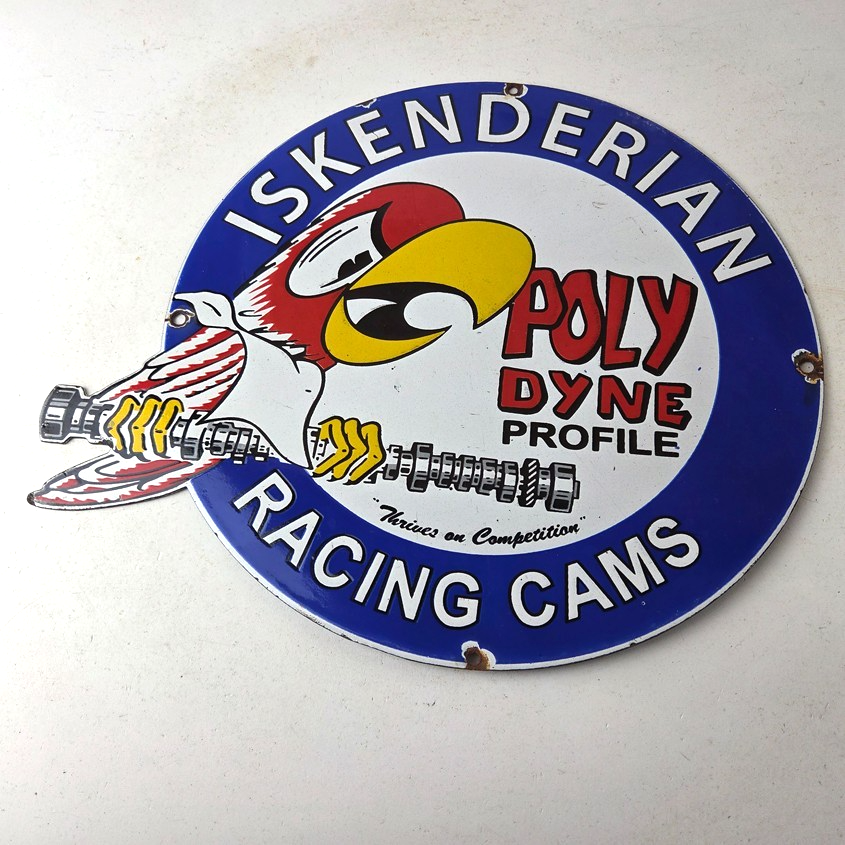 ISKENDERIAN
POLY
DYNE
PROFILE
"Thrives on Competition"
RACING CAMS